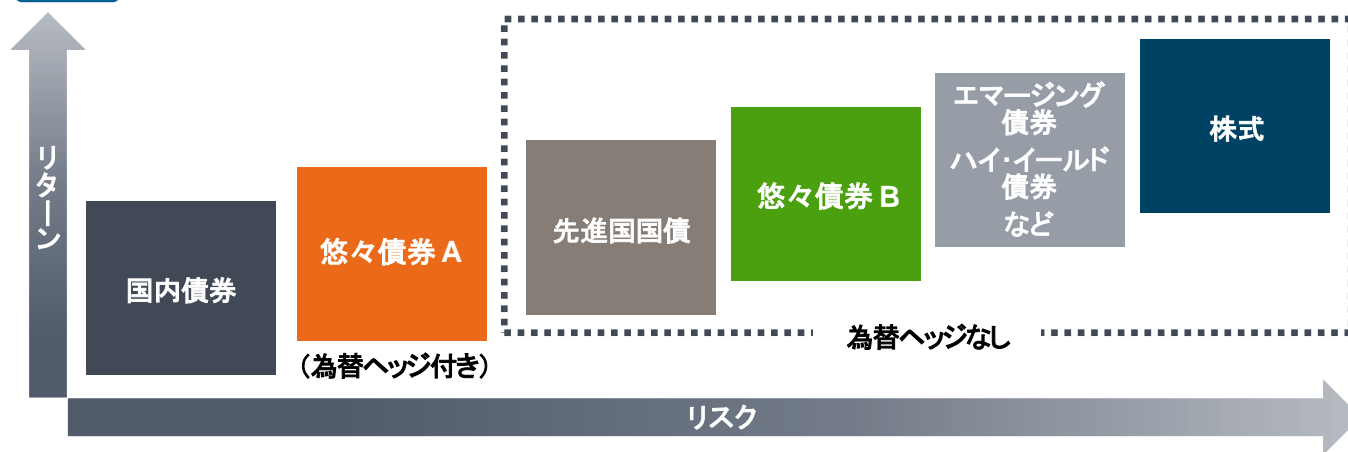 リターン
国内債券
悠々債券 A
(為替ヘッジ付き)
先進国国債
悠々債券 B
エマージング
債券
ハイ・イールド
債券
など
株式
為替ヘッジなし
リスク